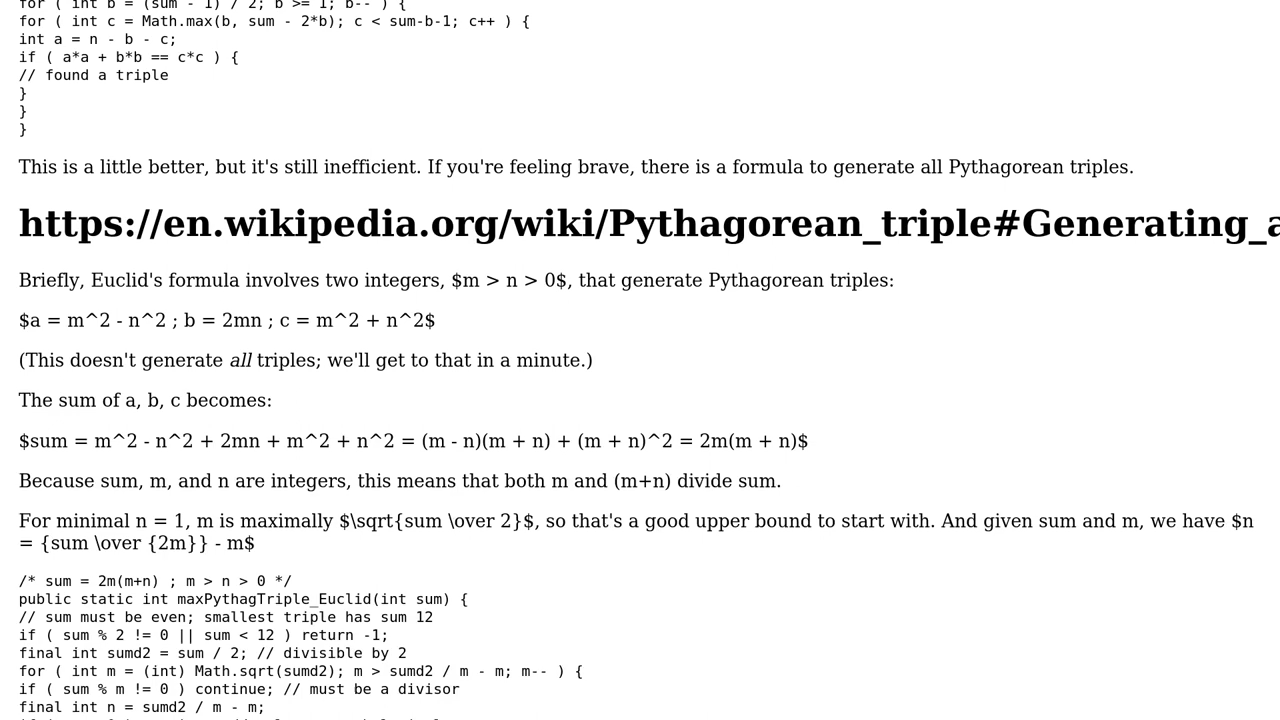 for ( int b = (sum - 1) / 2; b >= 1; b-- ) {
for ( int c = Math.max(b, sum - 2*b); c < sum-b-1; c++ ) {
int a = n - b - c;
if ( a*a + b*b == c*c ) {
// found a triple
}
}
}
This is a little better, but it's still inefficient. If you're feeling brave, there is a formula to generate all Pythagorean triples.
https://en.wikipedia.org/wiki/Pythagorean_triple#Generating_a
Briefly, Euclid's formula involves two integers, $m > n > 0$, that generate Pythagorean triples:
$a = m^2 - n^2 ; b = 2mn ; c = m^2 + n^2$
(This doesn't generate all triples; we'll get to that in a minute.)
The sum of a, b, c becomes:
$sum = m^2 - n^2 + 2mn + m^2 + n^2 = (m - n)(m + n) + (m + n)^2 = 2m(m + n)$
Because sum, m, and n are integers, this means that both m and (m+n) divide sum.
For minimal n = 1, m is maximally $\sqrt{sum \over 2}$, so that's a good upper bound to start with. And given sum and m, we have $n
= {sum \over {2m}} - m$
/* sum = 2m(m+n) ; m > n > 0 */
public static int maxPythagTriple_Euclid(int sum) {
// sum must be even; smallest triple has sum 12
if ( sum % 2 != 0 || sum < 12 ) return -1;
final int sumd2 = sum / 2; // divisible by 2
for ( int m = (int) Math.sqrt(sumd2); m > sumd2 / m - m; m-- ) {
if ( sum % m != 0 ) continue; // must be a divisor
final int n = sumd2 / m - m;